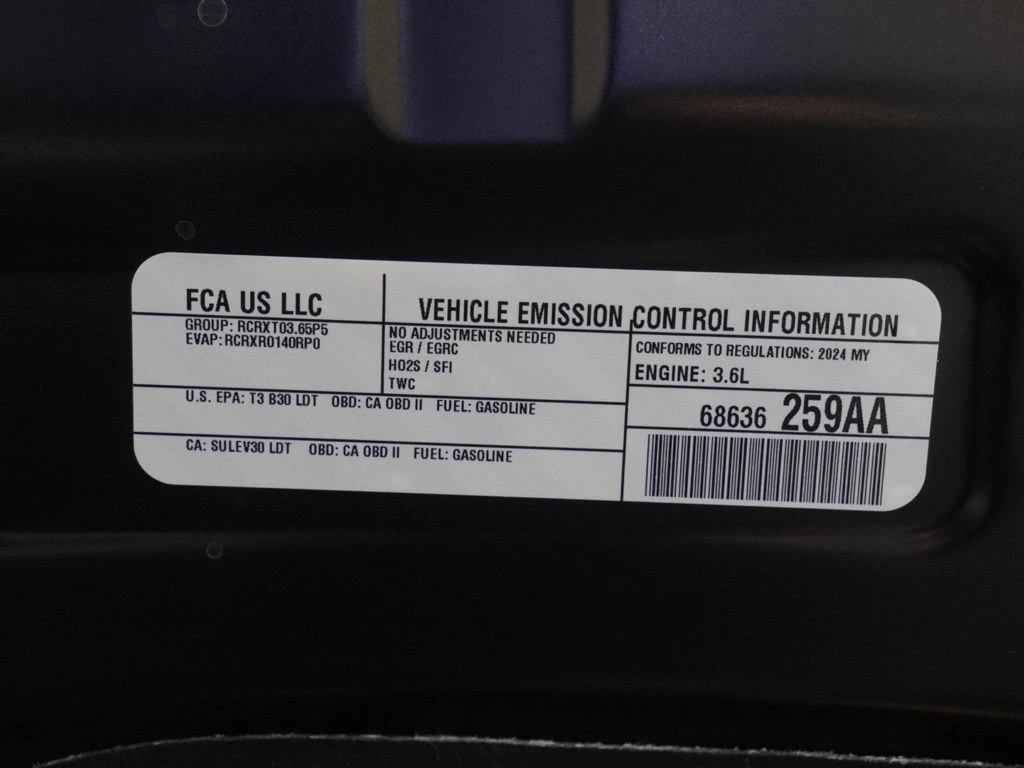 FCA US LLC
GROUP: RCRXT03.65P5
EVAP: RCRXR0140RP0
VEHICLE EMISSION CONTROL INFORMATION
NO ADJUSTMENTS NEEDED
EGR / EGRC
HO2S / SFI
TWC
CONFORMS TO REGULATIONS: 2024 MY
ENGINE: 3.6L
U.S. EPA: T3 B30 LDT OBD: CA OBD II FUEL: GASOLINE
68636 259AA
CA: SULEV30 LDT OBD: CA OBD II FUEL: GASOLINE